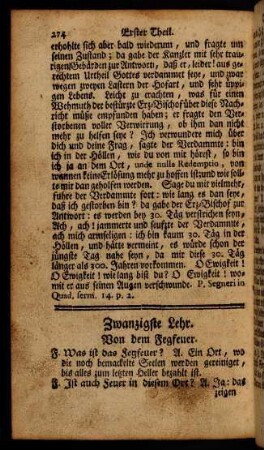 214 Erster Theil.
erhohlte sich aber bald wiederum, und fragte um
seinen Zustand; da gabe der Kanzler mit sehr trau-
rigen Gebärden zur Antwort, daß er, leider! aus ge-
rechtem Urtheil Gottes verdammet seye, und zwar
wegen zweyen Lastern der Hofart, und sehr üppi-
gen Lebens. Leicht zu erachten, was für einen
Wehmuth der bestürzte Erz-Bischof über diese Nach-
richt müße empfunden haben; er fragte den Ver-
storbenen voller Verwirrung, ob ihm dan nicht
mehr zu helfen seye? Ich verwundere mich über
dich und deine Frag, sagte der Verdammte: bin
ich in der Höllen, wie du von mir hörest, so bin
ich ja an dem Ort, unde nulla Redemptio, von
wannen keine Erlösung mehr zu hoffen ist und wie soll-
te mir dan geholfen werden. Sage du mir vielmehr,
fuhre der Verdammte fort: wie lang es dan seye,
daß ich gestorben bin? da gabe der Erz-Bischof zur
Antwort: es werden bey 30. Täg verstrichen seyn,
Ach, ach! jammerte und seufzte der Verdammte,
ach mich armseligen: ich bin kaum 30. Täg in der
Höllen, und hätte vermeint, es würde schon der
jüngste Tag nahe seyn, da mir diese 30. Täg
länger als 300. Jahren vorkommen. O Ewigkeit!
O Ewigkeit! wie lang bist du? O Ewigkeit! wo-
mit er aus seinen Augen verschwunde. P. Segneri in
Quad. serm. 14. p. 2.
Zwanzigste Lehr.
Von dem Fegfeuer.
F. Was ist das Fegfeuer? A. Ein Ort, wo
die noch bemackelte Seelen werden gereiniget,
bis alles zum letzten Heller bezahlt ist.
F. Ist auch Feuer in diesem Ort? A. Ja: das
zeigen